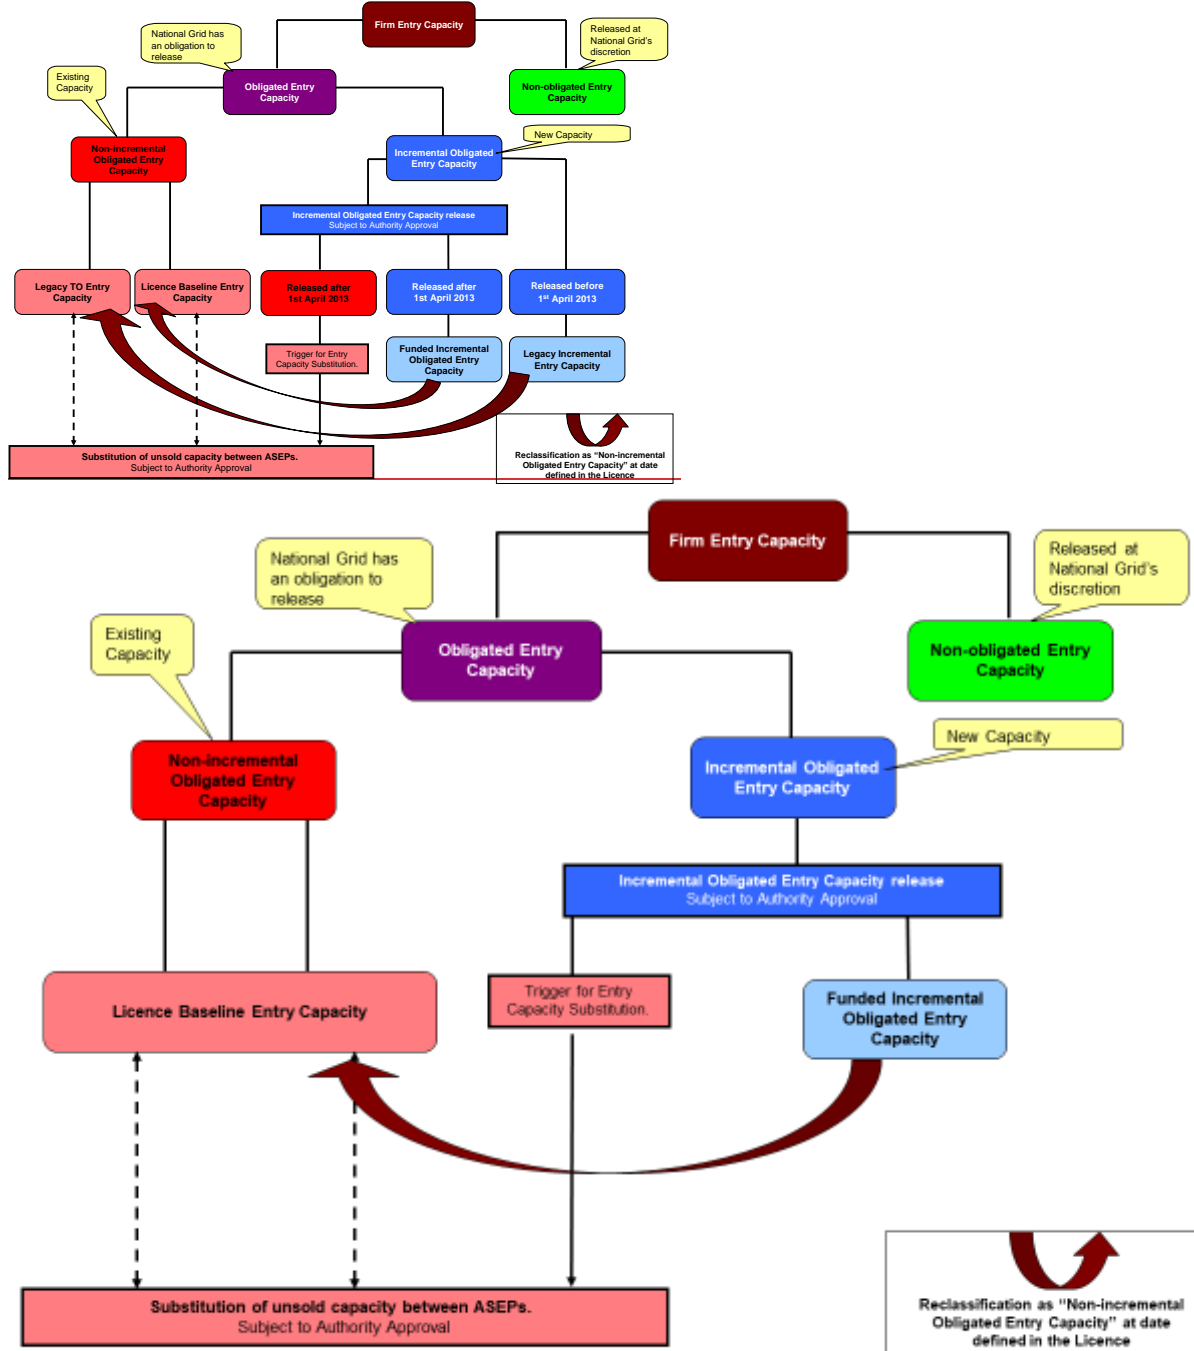 Firm Entry Capacity
National Grid has
an obligation to
release
Released at
National Grid's
discretion
Existing
Capacity
Obligated Entry
Capacity
Non-obligated Entry
Capacity
New Capacity
Non-incremental
Obligated Entry
Capacity
Incremental Obligated
Entry Capacity
Incremental Obligated Entry Capacity release
Subject to Authority Approval
Legacy TO Entry
Capacity
Licence Baseline Entry
Capacity
Released after
1st April 2013
Released after
1st April 2013
Released before
1st April 2013
Trigger for Entry
Capacity Substitution.
Funded Incremental
Obligated Entry
Capacity
Legacy Incremental
Entry Capacity
Substitution of unsold capacity between ASEPs.
Subject to Authority Approval
Reclassification as “Non-incremental
Obligated Entry Capacity” at date
defined in the Licence
Firm Entry Capacity
National Grid has
an obligation to
release
Released at
National Grid's
discretion
Existing
Capacity
Obligated Entry
Capacity
Non-obligated Entry
Capacity
New Capacity
Non-incremental
Obligated Entry
Capacity
Incremental Obligated
Entry Capacity
Incremental Obligated Entry Capacity release
Subject to Authority Approval
Licence Baseline Entry Capacity
Trigger for Entry
Capacity Substitution.
Funded Incremental
Obligated Entry
Capacity
Substitution of unsold capacity between ASEPs.
Subject to Authority Approval
Reclassification as “Non-incremental
Obligated Entry Capacity” at date
defined in the Licence